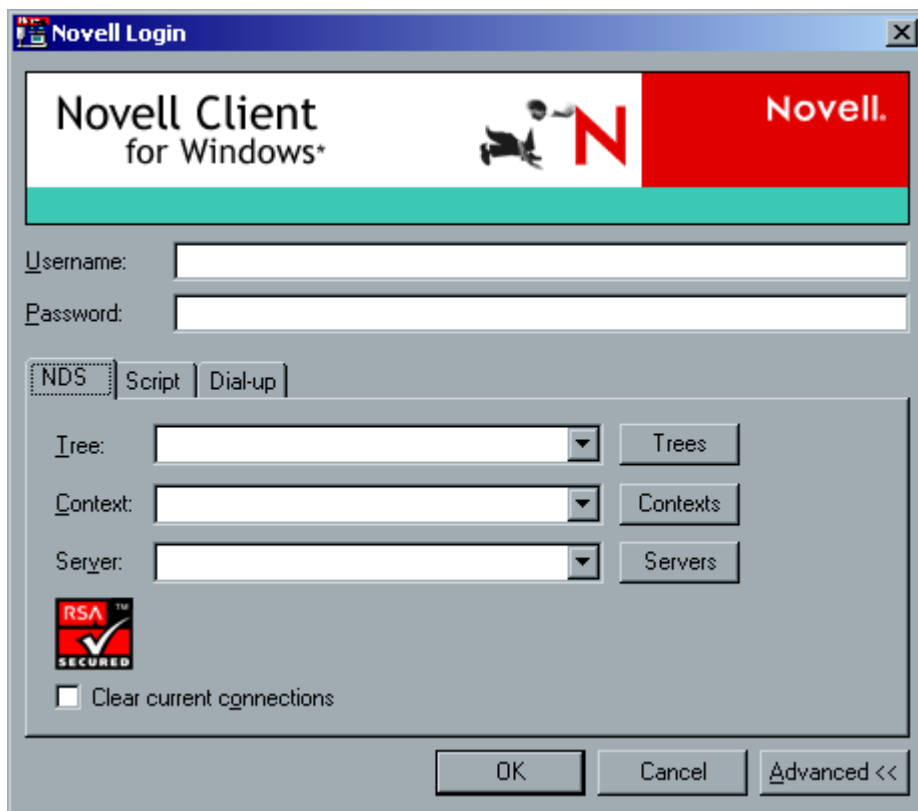 Novell Login
Novell Client
for Windows*
N
Novell.
Username:
Password:
NDS Script Dial-up
Tree: Trees
Context: Contexts
Server: Servers
RSA ™
SECURED
Clear current connections
OK Cancel Advanced <<